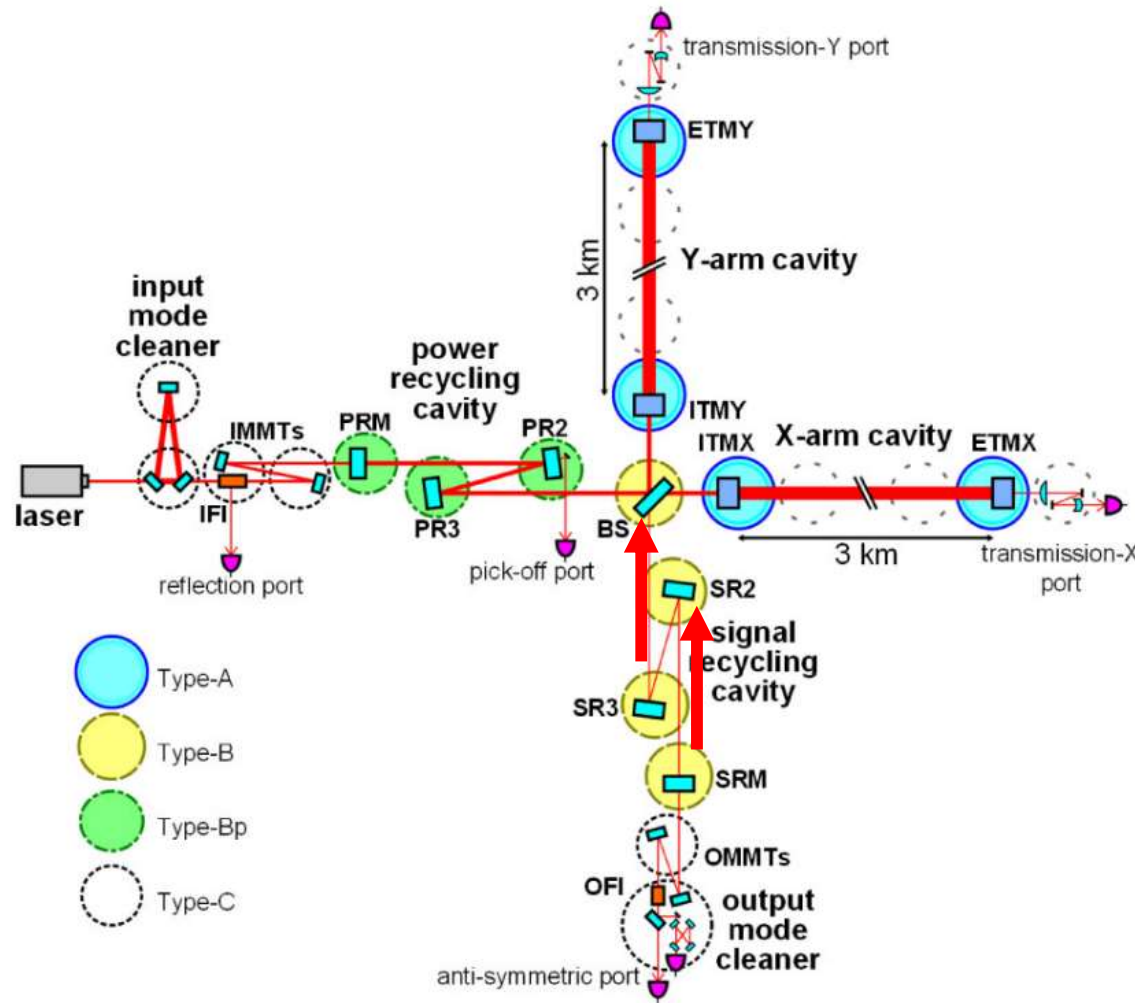 transmission-Y port
ETMY
3 km
Y-arm cavity
input
mode
cleaner
power
recycling
cavity
ITMY
IMMTs
PRM
PR2
ITMX
X-arm cavity
ETMX
laser
IFI
PR3
BS
3 km
transmission-X
port
reflection port
pick-off port
SR2
signal
recycling
cavity
SR3
Type-A
Type-B
SRM
Type-Bp
OMMTs
OFI
output
mode
cleaner
Type-C
anti-symmetric port